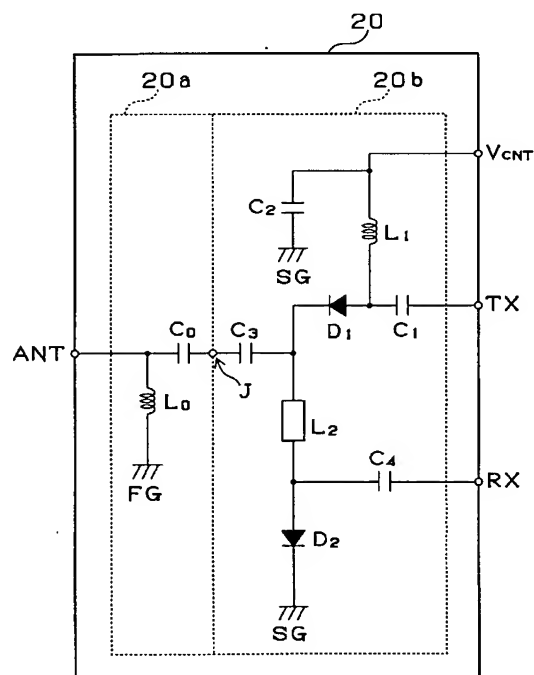 20
20a
20b
VCNT
C2
L1
SG
TX
D1
C1
C0
C3
ANT
J
L0
L2
C4
RX
FG
D2
SG